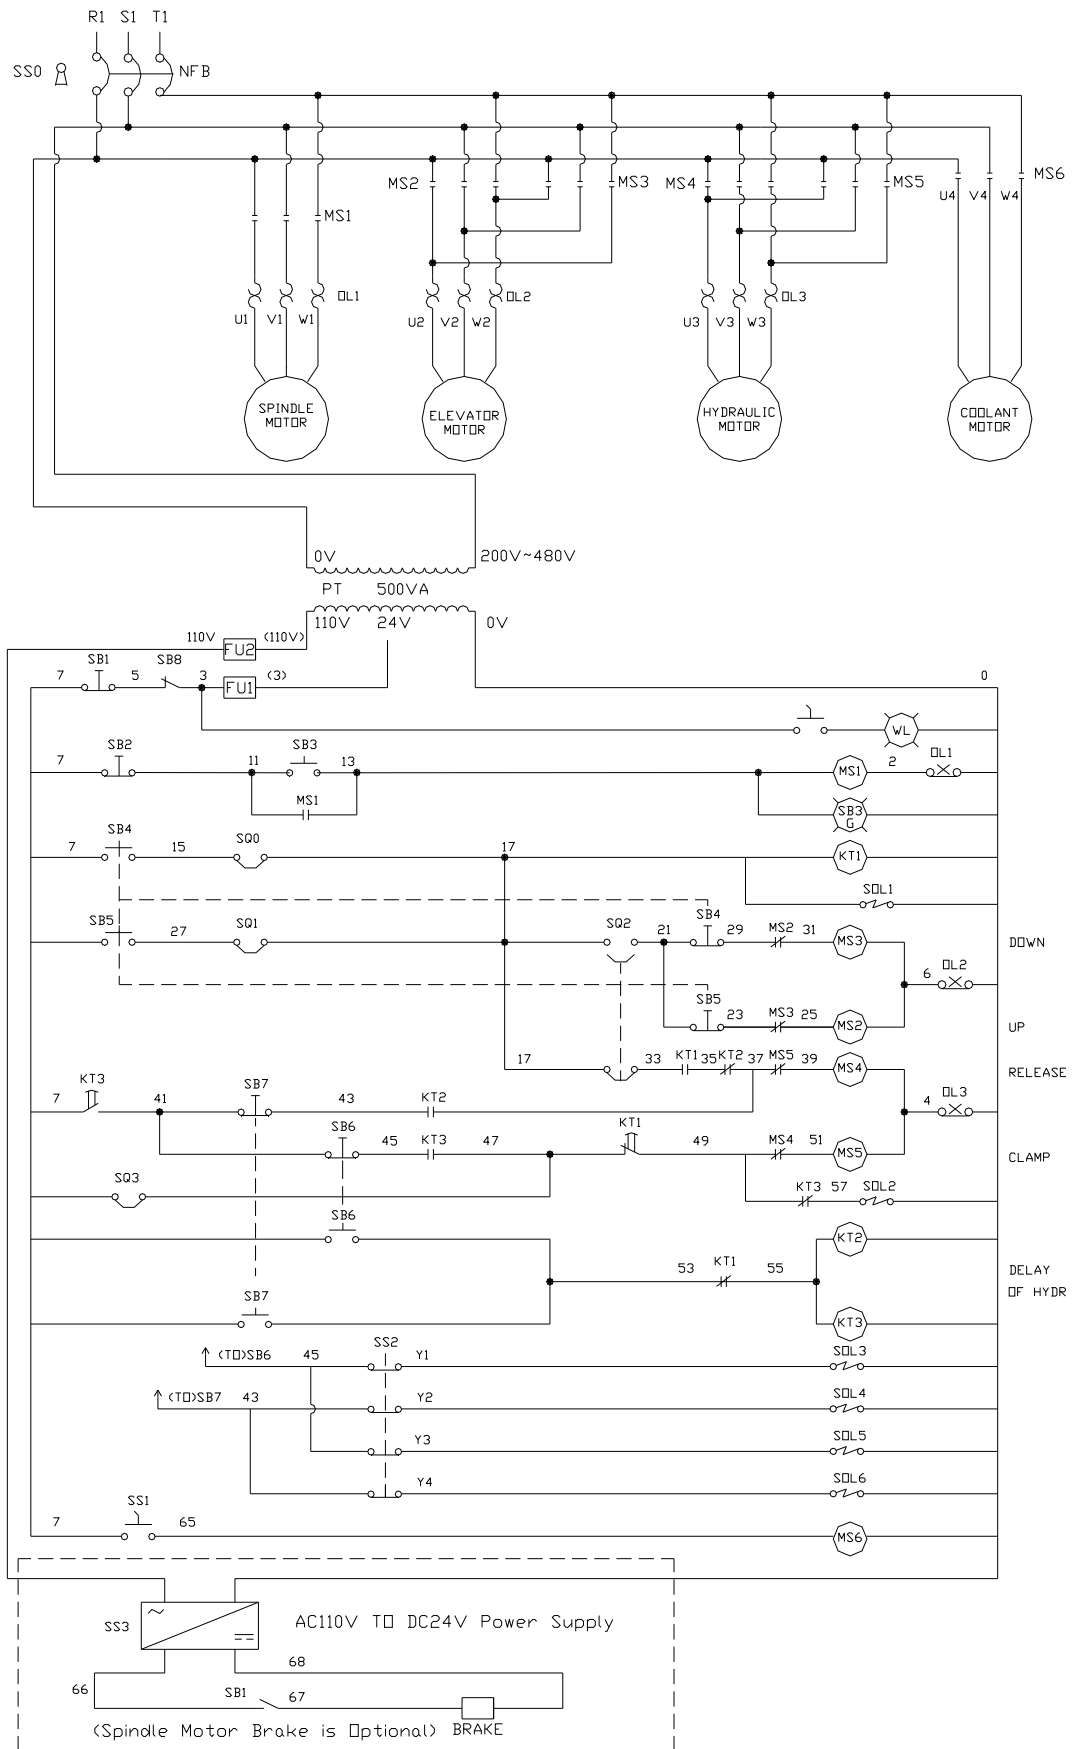 R1 S1 T1
SS0 NFB
MS1 MS2 MS3 MS4 MS5 MS6
U4 V4 W4
OL1 OL2 OL3
U1 V1 W1 U2 V2 W2 U3 V3 W3
SPINDLE
MOTOR
ELEVATOR
MOTOR
HYDRAULIC
MOTOR
COOLANT
MOTOR
0V 200V~480V
PT 500VA
110V 24V 0V
110V FU2 (110V)
7 SB1 5 SB8 3 FU1 (3) 0
WL
7 SB2 11 SB3 13 MS1 2 OL1
MS1
SB3
G
7 SB4 15 SQ0 17 KT1
SOL1
SB5 27 SQ1 SQ2 21 SB4 29 MS2 31 MS3 DOWN
6 OL2
SB5 23 MS3 25 MS2 UP
17 33 KT1 35 KT2 37 MS5 39 MS4 RELEASE
7 KT3 41 SB7 43 KT2 4 OL3
SB6 45 KT3 47 KT1 49 MS4 51 MS5 CLAMP
SQ3 KT3 57 SOL2
SB6 KT2
53 KT1 55 DELAY
OF HYDR
SB7 KT3
(TO)SB6 45 SS2 Y1 SOL3
(TO)SB7 43 Y2 SOL4
Y3 SOL5
Y4 SOL6
7 SS1 65 MS6
SS3 AC110V TO DC24V Power Supply
68
66 SB1 67
(Spindle Motor Brake is Optional) BRAKE